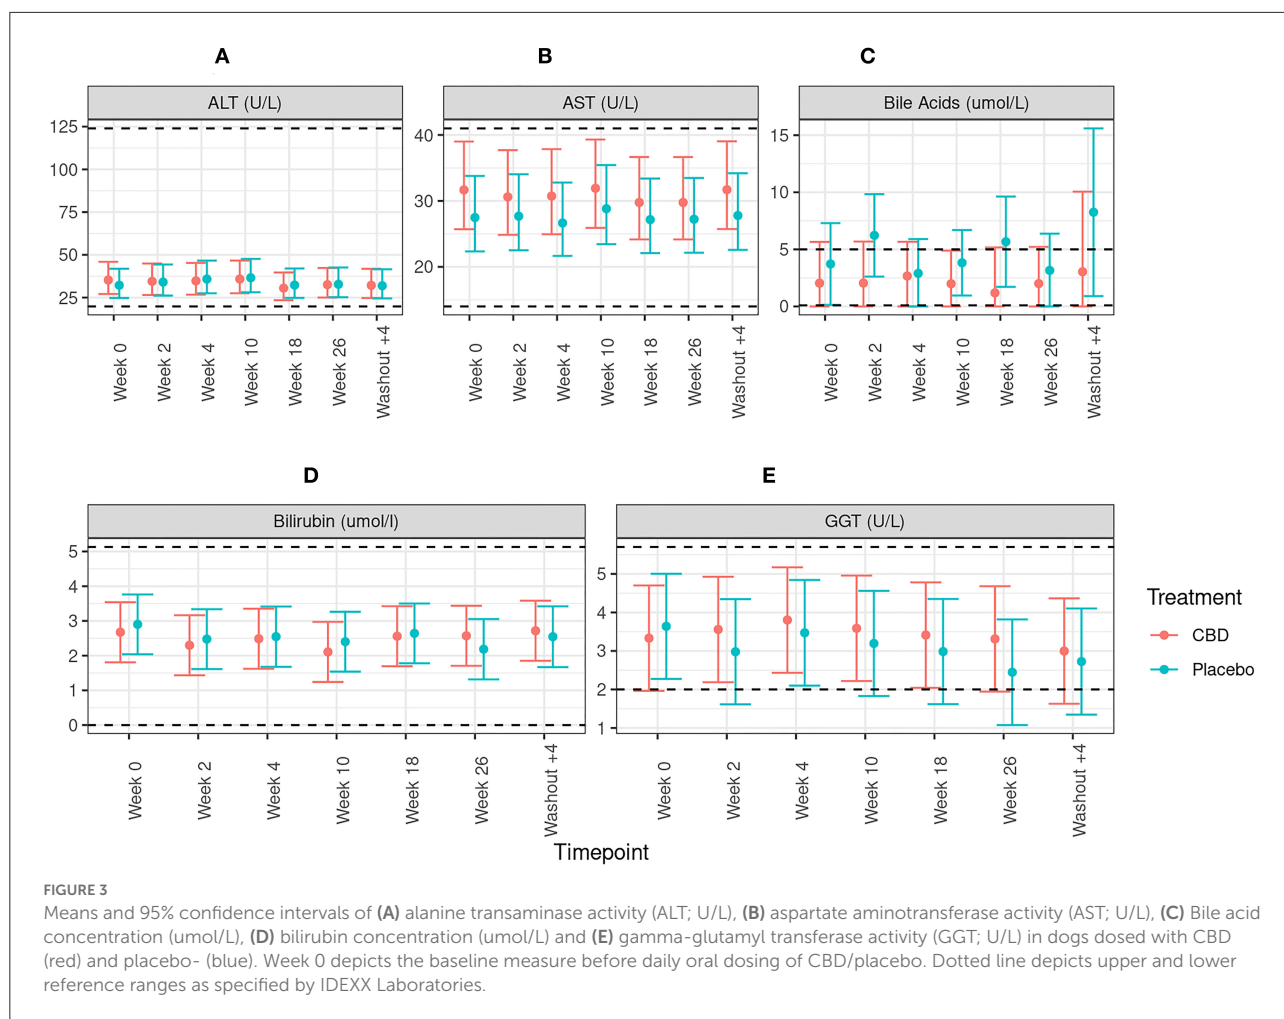 A
B
C
ALT (U/L)
AST (U/L)
Bile Acids (umol/L)
125
100
75
50
25
40
30
20
15
10
5
0
Week 0
Week 2
Week 4
Week 10
Week 18
Week 26
Washout +4
Week 0
Week 2
Week 4
Week 10
Week 18
Week 26
Washout +4
Week 0
Week 2
Week 4
Week 10
Week 18
Week 26
Washout +4
D
E
Bilirubin (umol/l)
GGT (U/L)
5
4
3
2
1
0
5
4
3
2
1
Week 0
Week 2
Week 4
Week 10
Week 18
Week 26
Washout +4
Week 0
Week 2
Week 4
Week 10
Week 18
Week 26
Washout +4
Treatment
CBD
Placebo
Timepoint
FIGURE 3
Means and 95% confidence intervals of (A) alanine transaminase activity (ALT; U/L), (B) aspartate aminotransferase activity (AST; U/L), (C) Bile acid
concentration (umol/L), (D) bilirubin concentration (umol/L) and (E) gamma-glutamyl transferase activity (GGT; U/L) in dogs dosed with CBD
(red) and placebo- (blue). Week 0 depicts the baseline measure before daily oral dosing of CBD/placebo. Dotted line depicts upper and lower
reference ranges as specified by IDEXX Laboratories.